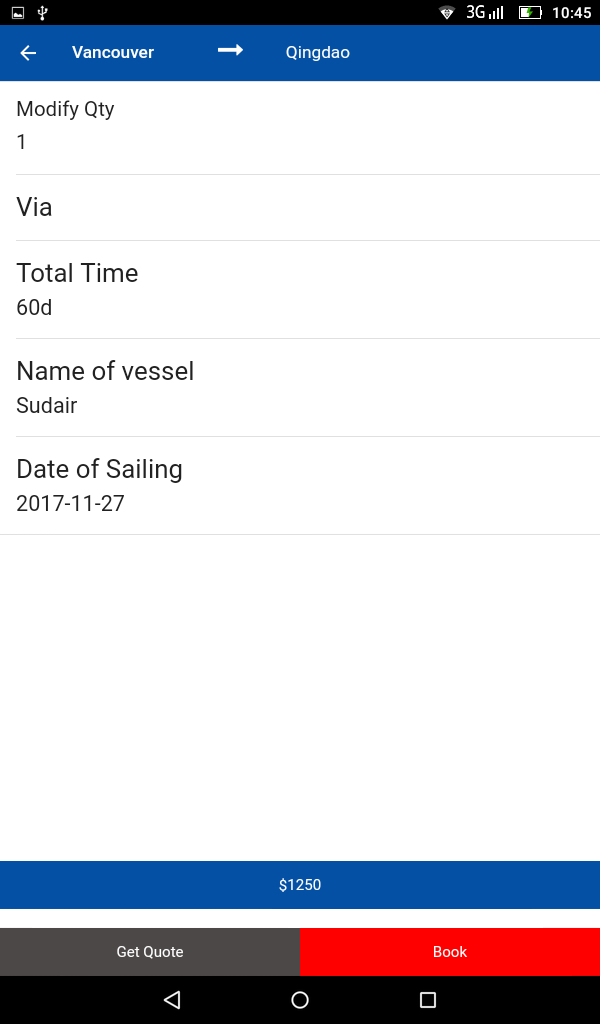 3G 10:45
Vancouver Qingdao
Modify Qty
1
Via
Total Time
60d
Name of vessel
Sudair
Date of Sailing
2017-11-27
$1250
Get Quote Book